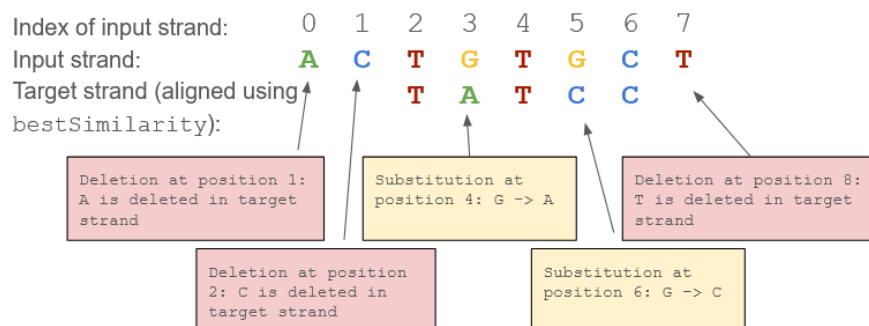 Index of input strand: 0 1 2 3 4 5 6 7
Input strand: A C T G T G C T
Target strand (aligned using T A T C C
bestSimilarity):
Deletion at position 1:
A is deleted in target
strand
Substitution at
position 4: G -> A
Deletion at position 8:
T is deleted in target
strand
Deletion at position
2: C is deleted in
target strand
Substitution at
position 6: G -> C